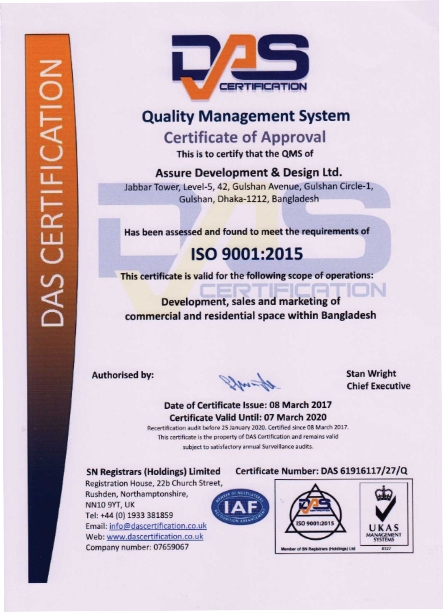 DAS
CERTIFICATION
DAS CERTIFICATION
Quality Management System
Certificate of Approval
This is to certify that the QMS of
Assure Development & Design Ltd.
Jabbar Tower, Level-5, 42, Gulshan Avenue, Gulshan Circle-1,
Gulshan, Dhaka-1212, Bangladesh
Has been assessed and found to meet the requirements of
ISO 9001:2015
This certificate is valid for the following scope of operations:
DAS
CERTIFICATION
Development, sales and marketing of
commercial and residential space within Bangladesh
Authorised by:
Stan Wright
Chief Executive
Date of Certificate Issue: 08 March 2017
Certificate Valid Until: 07 March 2020
Recertification audit before 25 January 2020. Certified since 08 March 2017.
This certificate is the property of DAS Certification and remains valid
subject to satisfactory annual Surveillance audits.
SN Registrars (Holdings) Limited
Registration House, 22b Church Street,
Rushden, Northamptonshire,
NN10 9YT, UK
Tel: +44 (0) 1933 381859
Email: info@dascertification.co.uk
Web: www.dascertification.co.uk
Company number: 07659067
Certificate Number: DAS 61916117/27/Q
IAF
ISO 9001:2015
Member of SN Registrars (Holdings) Ltd
UKAS
MANAGEMENT
SYSTEMS